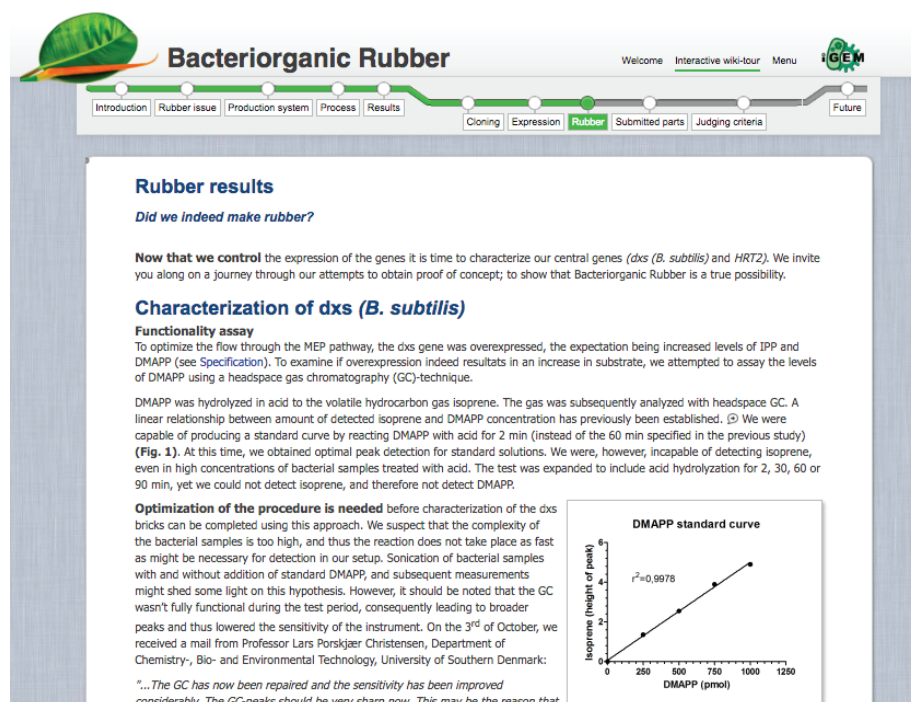 Bacteriorganic Rubber
Welcome Interactive wiki-tour Menu
iGEM
Introduction Rubber issue Production system Process Results
Cloning Expression Rubber Submitted parts Judging criteria
Future
Rubber results
Did we indeed make rubber?
Now that we control the expression of the genes it is time to characterize our central genes (dxs (B. subtilis) and HRT2). We invite
you along on a journey through our attempts to obtain proof of concept; to show that Bacteriorganic Rubber is a true possibility.
Characterization of dxs (B. subtilis)
Functionality assay
To optimize the flow through the MEP pathway, the dxs gene was overexpressed, the expectation being increased levels of IPP and
DMAPP (see Specification). To examine if overexpression indeed resultats in an increase in substrate, we attempted to assay the levels
of DMAPP using a headspace gas chromatography (GC)-technique.
DMAPP was hydrolyzed in acid to the volatile hydrocarbon gas isoprene. The gas was subsequently analyzed with headspace GC. A
linear relationship between amount of detected isoprene and DMAPP concentration has previously been established. We were
capable of producing a standard curve by reacting DMAPP with acid for 2 min (instead of the 60 min specified in the previous study)
(Fig. 1). At this time, we obtained optimal peak detection for standard solutions. We were, however, incapable of detecting isoprene,
even in high concentrations of bacterial samples treated with acid. The test was expanded to include acid hydrolyzation for 2, 30, 60 or
90 min, yet we could not detect isoprene, and therefore not detect DMAPP.
Optimization of the procedure is needed before characterization of the dxs
bricks can be completed using this approach. We suspect that the complexity of
the bacterial samples is too high, and thus the reaction does not take place as fast
as might be necessary for detection in our setup. Sonication of bacterial samples
with and without addition of standard DMAPP, and subsequent measurements
might shed some light on this hypothesis. However, it should be noted that the GC
wasn't fully functional during the test period, consequently leading to broader
peaks and thus lowered the sensitivity of the instrument. On the 3rd of October, we
received a mail from Professor Lars Porskjær Christensen, Department of
Chemistry-, Bio- and Environmental Technology, University of Southern Denmark:
"...The GC has now been repaired and the sensitivity has been improved
considerably. The GC-peaks should be very sharp now. This may be the reason that
DMAPP standard curve
Isoprene (height of peak)
6
4
2
0
r2=0,9978
0 250 500 750 1000 1250
DMAPP (pmol)